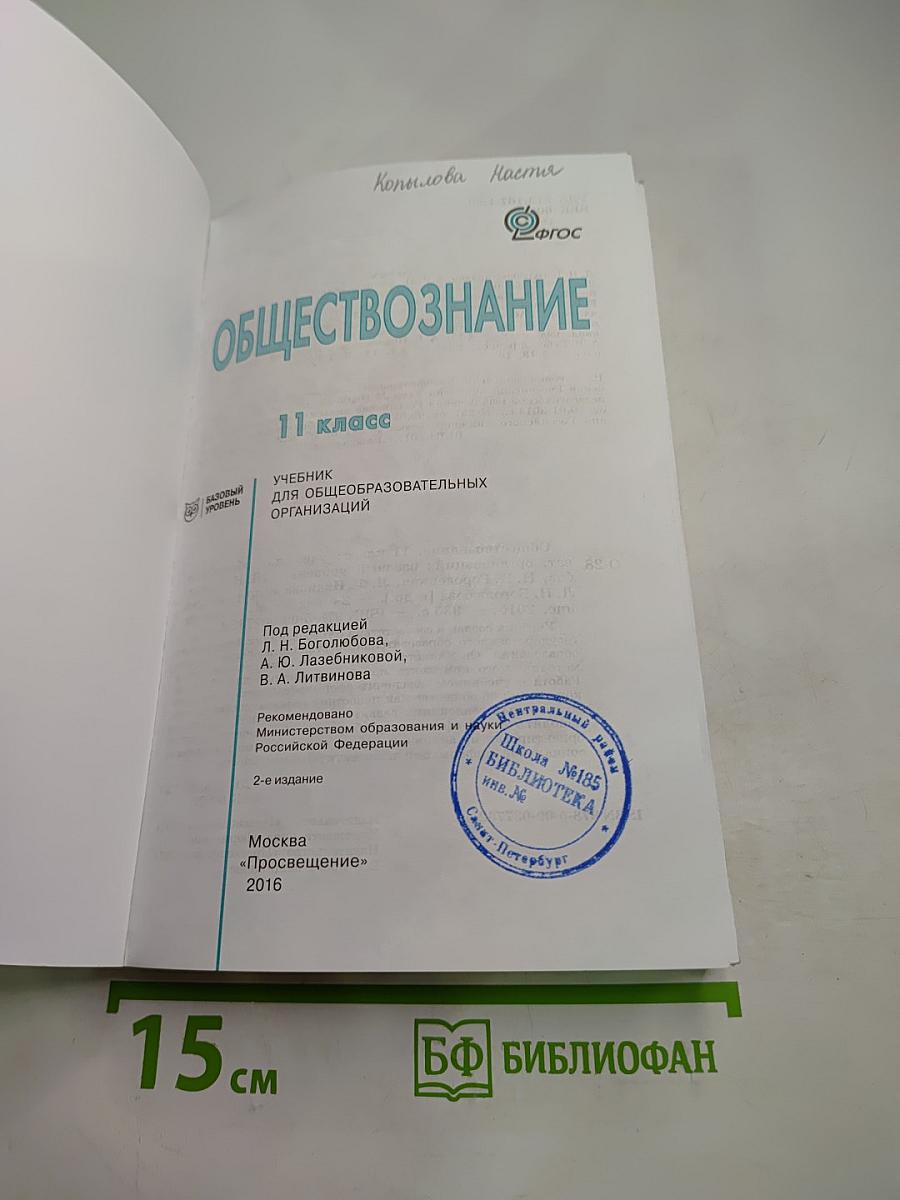 Копылова Настя
ФГОС
ОБЩЕСТВОЗНАНИЕ
11 класс
БАЗОВЫЙ
УРОВЕНЬ
УЧЕБНИК
ДЛЯ ОБЩЕОБРАЗОВАТЕЛЬНЫХ
ОРГАНИЗАЦИЙ
Под редакцией
Л. Н. Боголюбова,
А. Ю. Лазебниковой,
В. А. Литвинова
Рекомендовано
Министерством образования и науки
Российской Федерации
2-е издание
Москва
«Просвещение»
2016
Центральный район
Школа №185
БИБЛИОТЕКА
инв. №
Санкт-Петербург
15 см
БФ БИБЛИОФАН